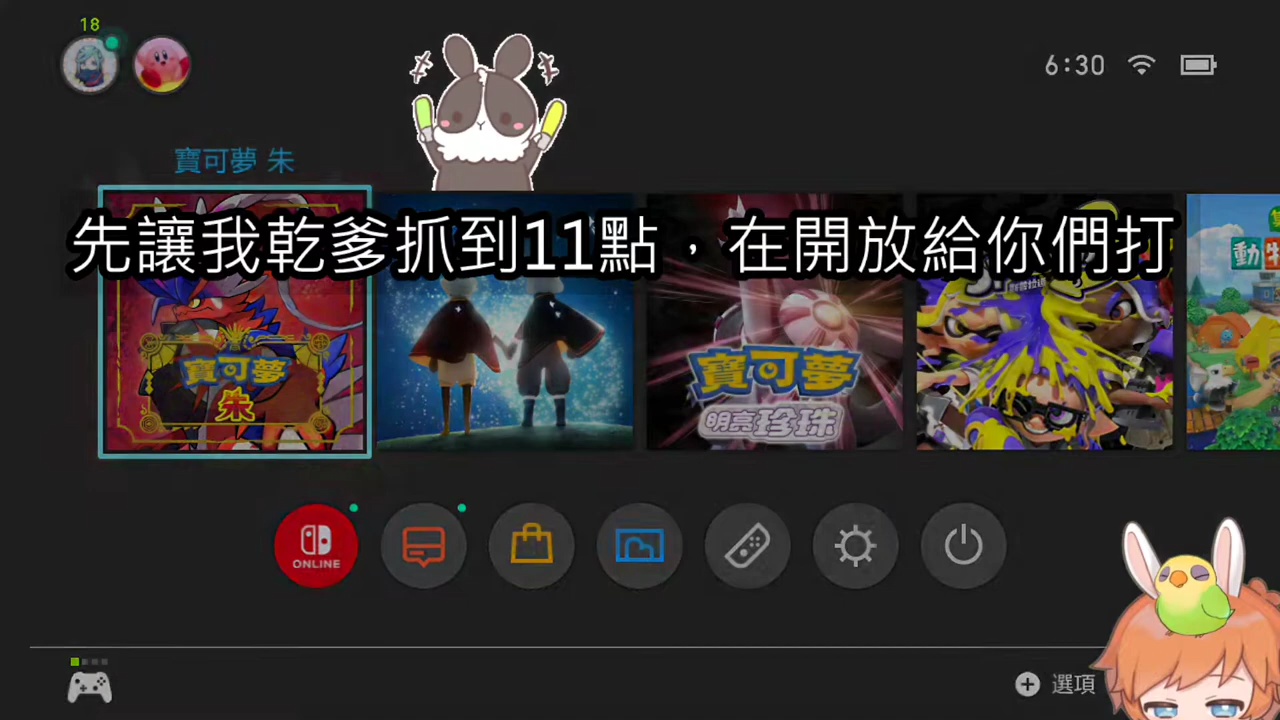 18
6:30
寶可夢 朱
先讓我乾爹抓到11點，在開放給你們打
寶可夢
朱
寶可夢
明亮珍珠
動
ONLINE
選項